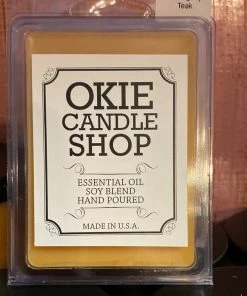 Teak
OKIE
CANDLE
SHOP
ESSENTIAL OIL
SOY BLEND
HAND POURED
MADE IN U.S.A.